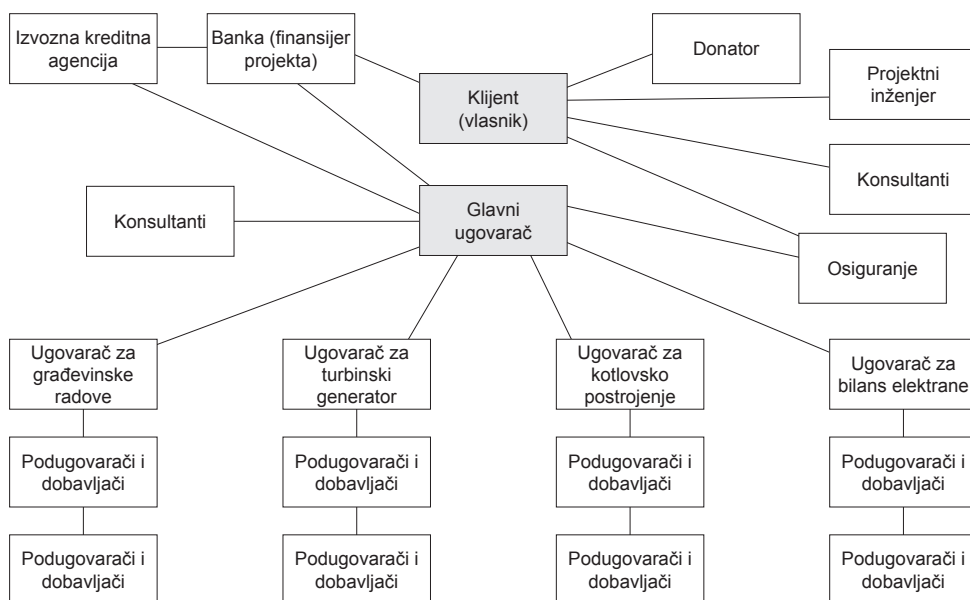 Izvozna kreditna
agencija
Banka (finansijer
projekta)
Donator
Projektni
inženjer
Klijent
(vlasnik)
Konsultanti
Konsultanti
Glavni
ugovarač
Osiguranje
Ugovarač za
građevinske
radove
Ugovarač za
turbinski
generator
Ugovarač za
kotlovsko
postrojenje
Ugovarač za
bilans elektrane
Podugovarači i
dobavljači
Podugovarači i
dobavljači
Podugovarači i
dobavljači
Podugovarači i
dobavljači
Podugovarači i
dobavljači
Podugovarači i
dobavljači
Podugovarači i
dobavljači
Podugovarači i
dobavljači